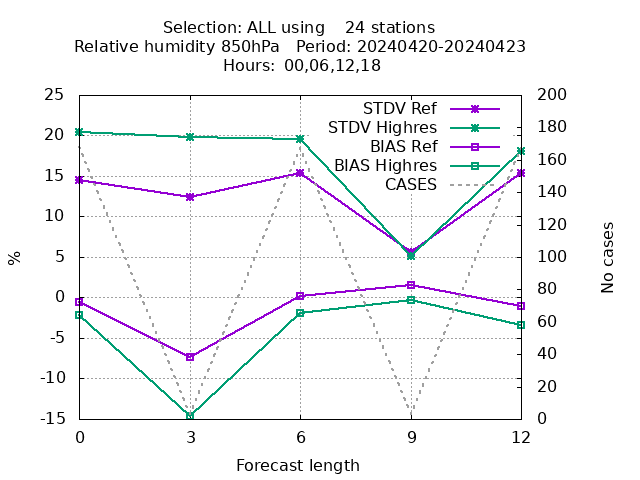 Selection: ALL using    24 stations
Relative humidity 850hPa   Period: 20240420-20240423
Hours: 00,06,12,18
STDV Ref
STDV Highres
BIAS Ref
BIAS Highres
CASES
%
25
20
15
10
5
0
-5
-10
-15
200
180
160
140
120
100
80
60
40
20
0
No cases
0 3 6 9 12
Forecast length